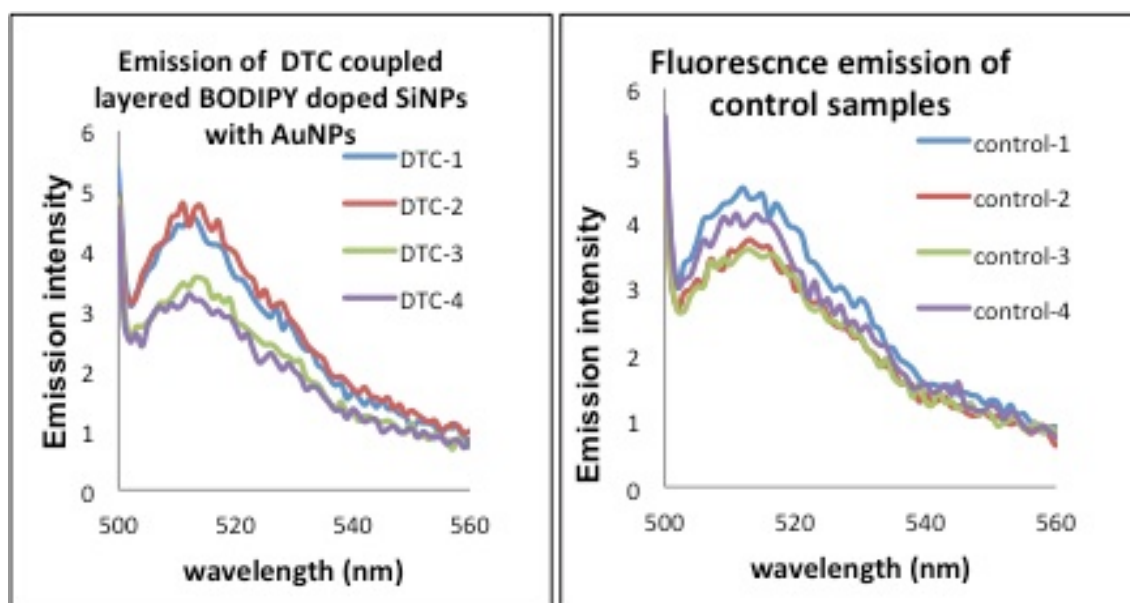 Emission of DTC coupled
layered BODIPY doped SiNPs
with AuNPs
6
5
4
3
2
1
0
Emission intensity
DTC-1
DTC-2
DTC-3
DTC-4
500
520
540
560
wavelength (nm)
Fluorescnce emission of
control samples
6
5
4
3
2
1
0
Emission intensity
control-1
control-2
control-3
control-4
500
520
540
560
wavelength (nm)